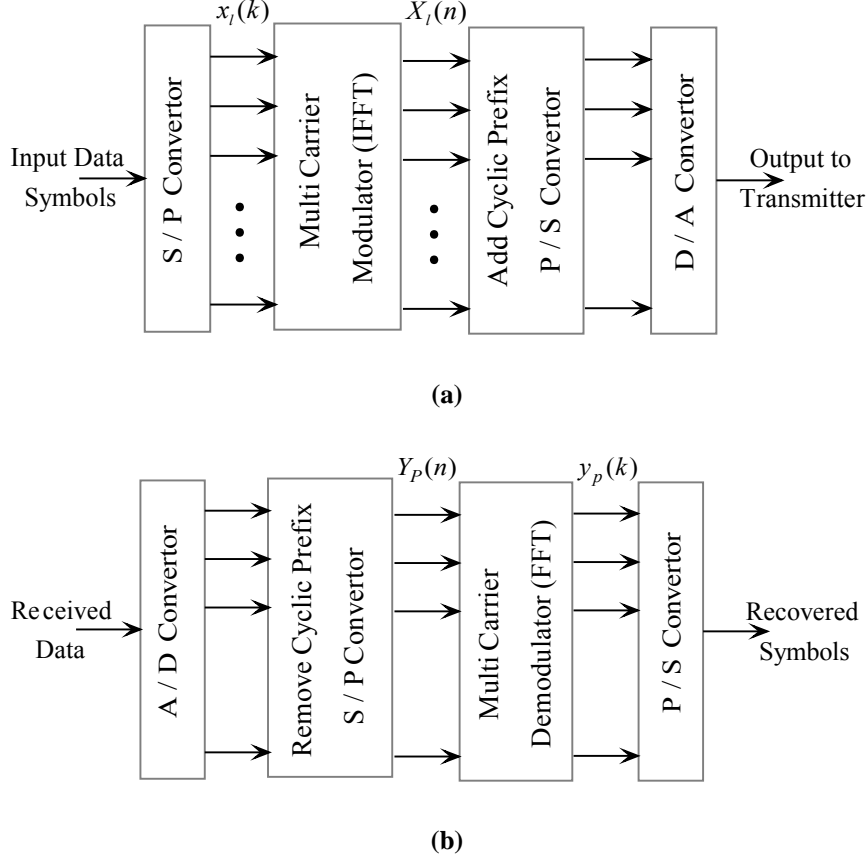 x_l(k)
X_l(n)
Input Data
Symbols
S / P Convertor
Multi Carrier
Modulator (IFFT)
Add Cyclic Prefix
P / S Convertor
D / A Convertor
Output to
Transmitter
(a)
Y_P(n)
y_p(k)
Received
Data
A / D Convertor
Remove Cyclic Prefix
S / P Convertor
Multi Carrier
Demodulator (FFT)
P / S Convertor
Recovered
Symbols
(b)